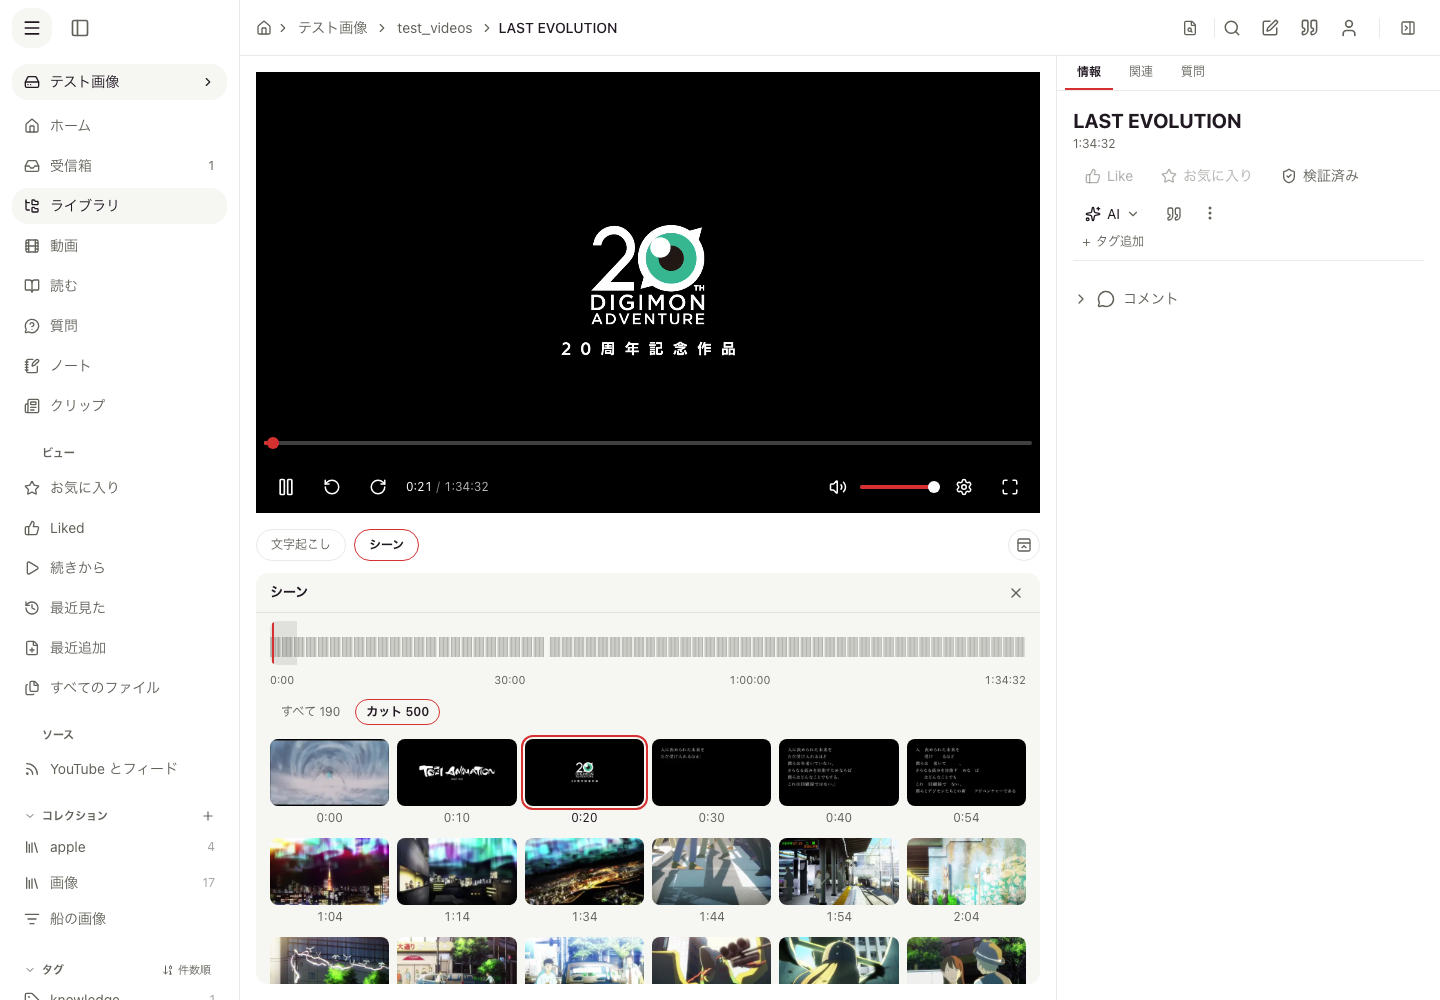 テスト画像
test_videos
LAST EVOLUTION
テスト画像
ホーム
受信箱 1
ライブラリ
動画
読む
質問
ノート
クリップ
ビュー
お気に入り
Liked
続きから
最近見た
最近追加
すべてのファイル
ソース
YouTube とフィード
コレクション
apple 4
画像 17
船の画像
タグ 件数順
knowledge 1
20TH
DIGIMON
ADVENTURE
20周年記念作品
0:21 / 1:34:32
文字起こし
シーン
シーン
0:00 30:00 1:00:00 1:34:32
すべて 190
カット 500
TOEI ANIMATION
0:00 0:10 0:20 0:30 0:40 0:54
1:04 1:14 1:34 1:44 1:54 2:04
大通り
情報 関連 質問
LAST EVOLUTION
1:34:32
Like お気に入り 検証済み
AI
+ タグ追加
コメント